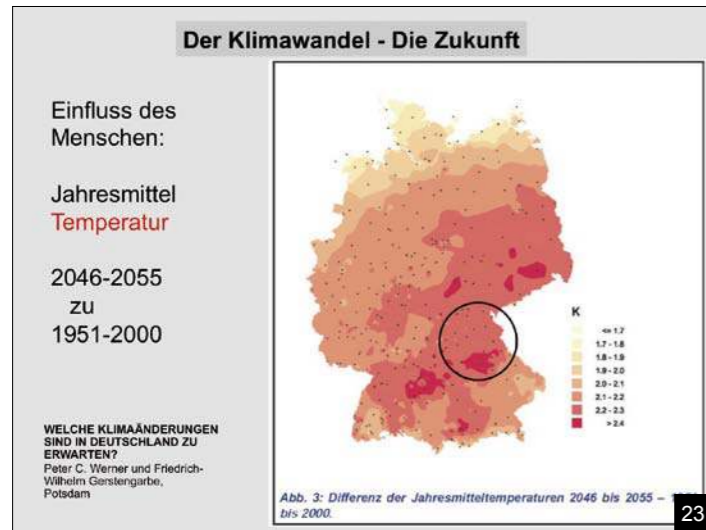 Der Klimawandel - Die Zukunft
Einfluss des
Menschen:
Jahresmittel
Temperatur
2046-2055
zu
1951-2000
WELCHE KLIMAÄNDERUNGEN
SIND IN DEUTSCHLAND ZU
ERWARTEN?
Peter C. Werner und Friedrich-
Wilhelm Gerstengarbe,
Potsdam
K
<= 1.7
1.7 - 1.8
1.8 - 1.9
1.9 - 2.0
2.0 - 2.1
2.1 - 2.2
2.2 - 2.3
> 2.4
Abb. 3: Differenz der Jahresmitteltemperaturen 2046 bis 2055 –
bis 2000.
23